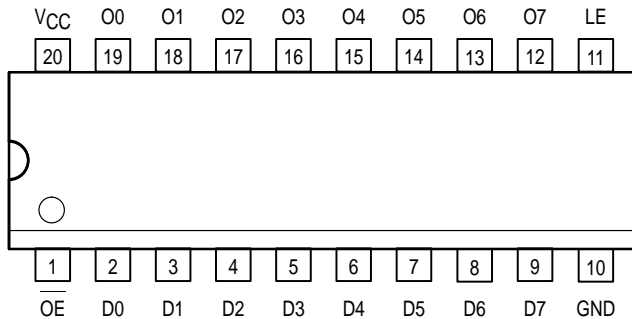 VCC O0 O1 O2 O3 O4 O5 O6 O7 LE
20 19 18 17 16 15 14 13 12 11
1 2 3 4 5 6 7 8 9 10
OE D0 D1 D2 D3 D4 D5 D6 D7 GND